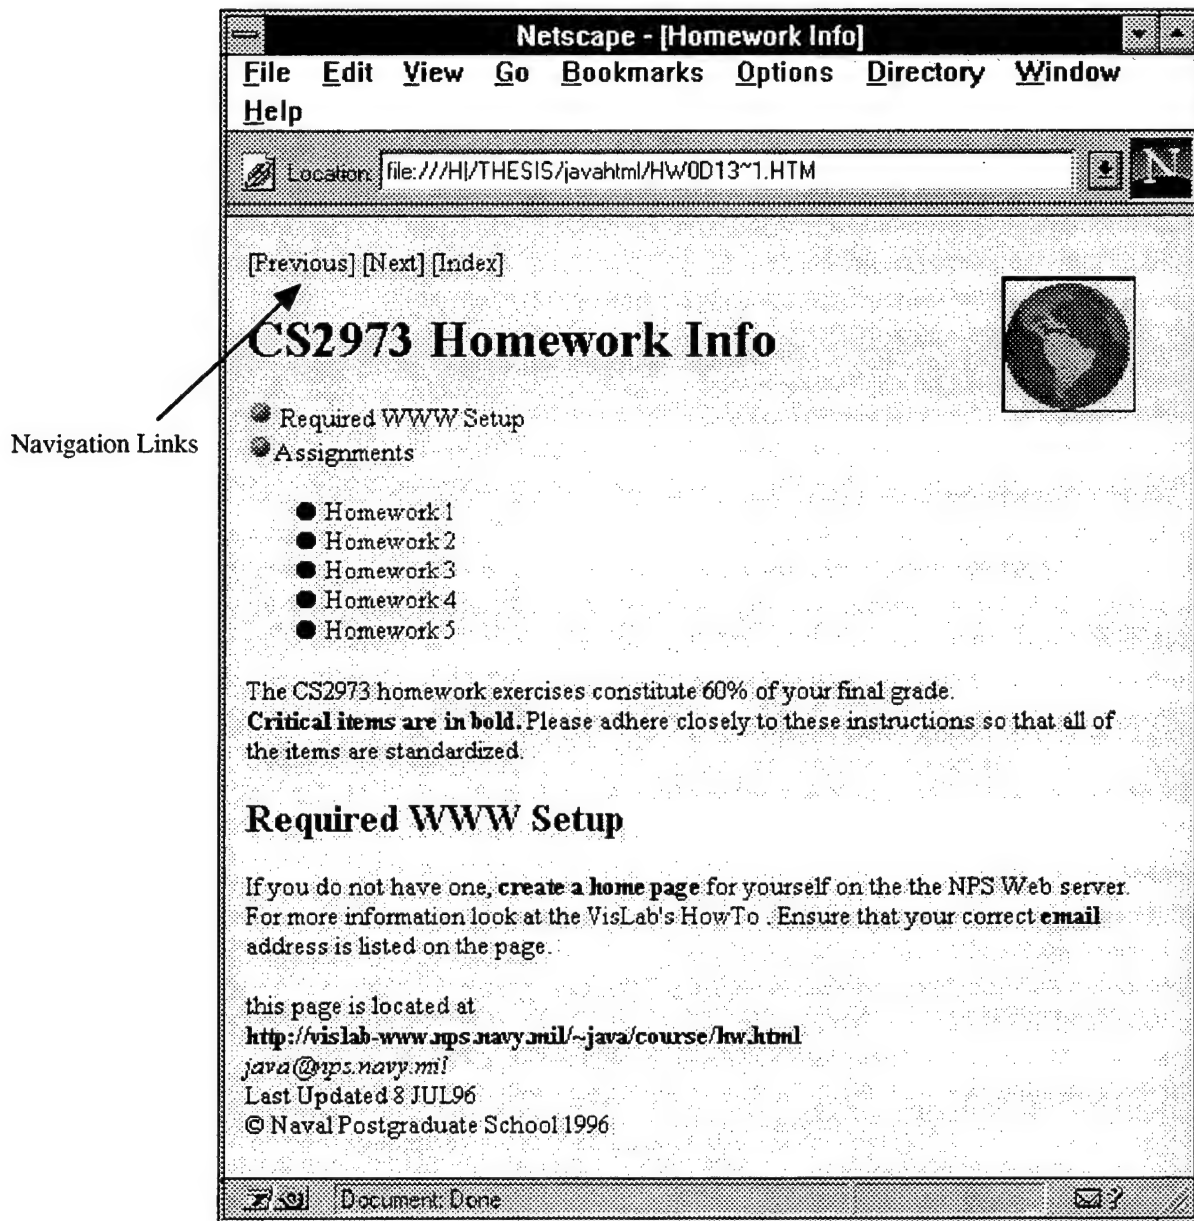 Netscape - [Homework Info]
File Edit View Go Bookmarks Options Directory Window
Help
Location: file:///H|/THESIS/javahtml/HW0D13~1.HTM
N
[Previous] [Next] [Index]
CS2973 Homework Info
Required WWW Setup
Navigation Links
Assignments
Homework 1
Homework 2
Homework 3
Homework 4
Homework 5
The CS2973 homework exercises constitute 60% of your final grade.
Critical items are in bold. Please adhere closely to these instructions so that all of
the items are standardized.
Required WWW Setup
If you do not have one, create a home page for yourself on the the NPS Web server.
For more information look at the VisLab's HowTo . Ensure that your correct email
address is listed on the page.
this page is located at
http://vislab-www.nps.navy.mil/~java/course/hw.html
java@nps.navy.mil
Last Updated 8 JUL96
© Naval Postgraduate School 1996
Document: Done
?